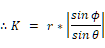 ∴ K = r * |sin ϕ / sin θ|